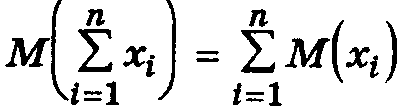 M(∑_{i=1}^{n} x_i) = ∑_{i=1}^{n} M(x_i)